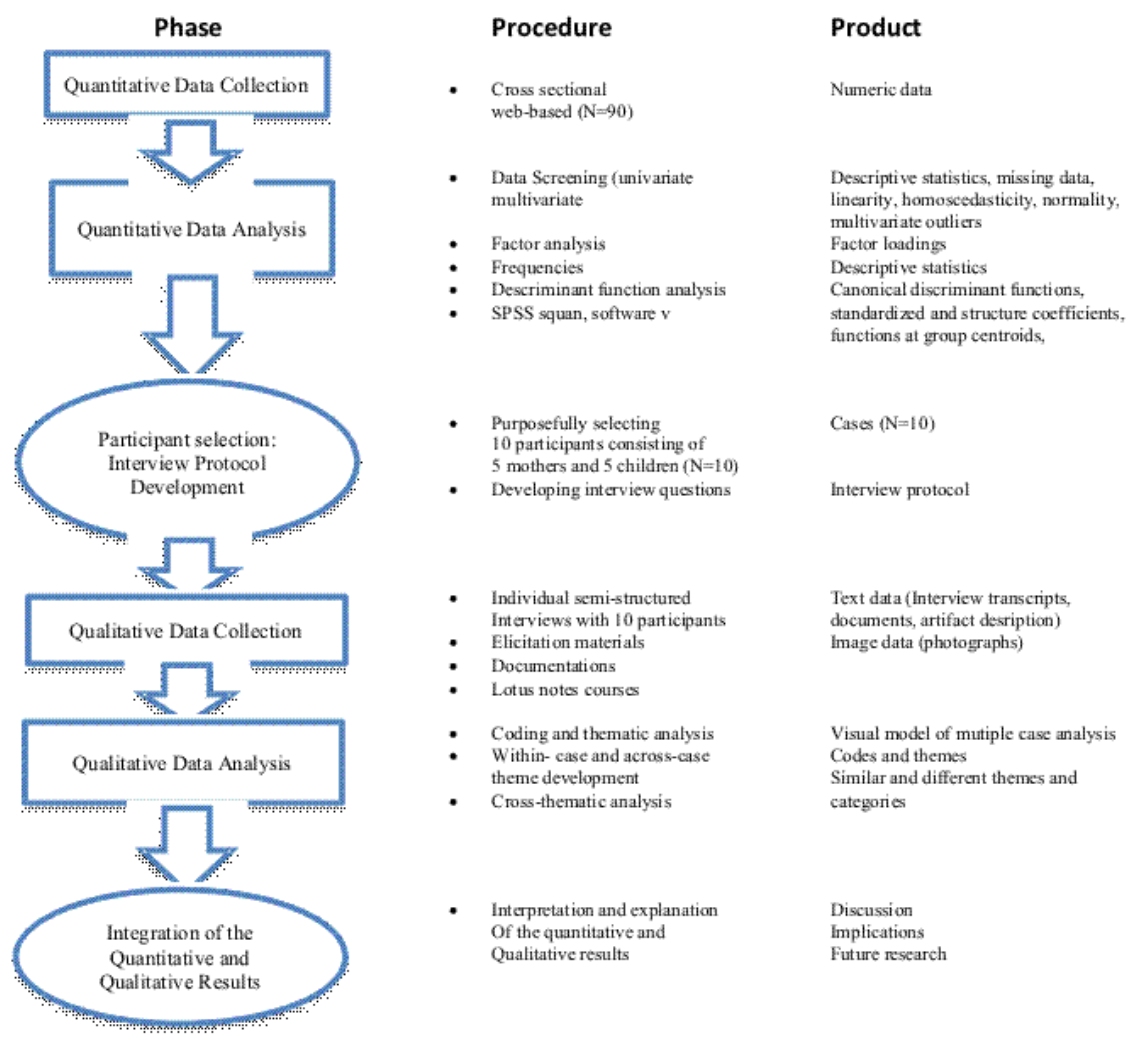 Phase Procedure Product
Quantitative Data Collection
• Cross sectional
web-based (N=90)
Numeric data
Quantitative Data Analysis
• Data Screening (univariate
multivariate
• Factor analysis
• Frequencies
• Descriminant function analysis
• SPSS squan, software v
Descriptive statistics, missing data,
linearity, homoscedasticity, normality,
multivariate outliers
Factor loadings
Descriptive statistics
Canonical discriminant functions,
standardized and structure coefficients,
functions at group centroids,
Participant selection:
Interview Protocol
Development
• Purposefully selecting
10 participants consisting of
5 mothers and 5 children (N=10)
• Developing interview questions
Cases (N=10)
Interview protocol
Qualitative Data Collection
• Individual semi-structured
Interviews with 10 participants
• Elicitation materials
• Documentations
• Lotus notes courses
Text data (Interview transcripts,
documents, artifact desription)
Image data (photographs)
Qualitative Data Analysis
• Coding and thematic analysis
• Within- case and across-case
theme development
• Cross-thematic analysis
Visual model of mutiple case analysis
Codes and themes
Similar and different themes and
categories
Integration of the
Quantitative and
Qualitative Results
• Interpretation and explanation
Of the quantitative and
Qualitative results
Discussion
Implications
Future research